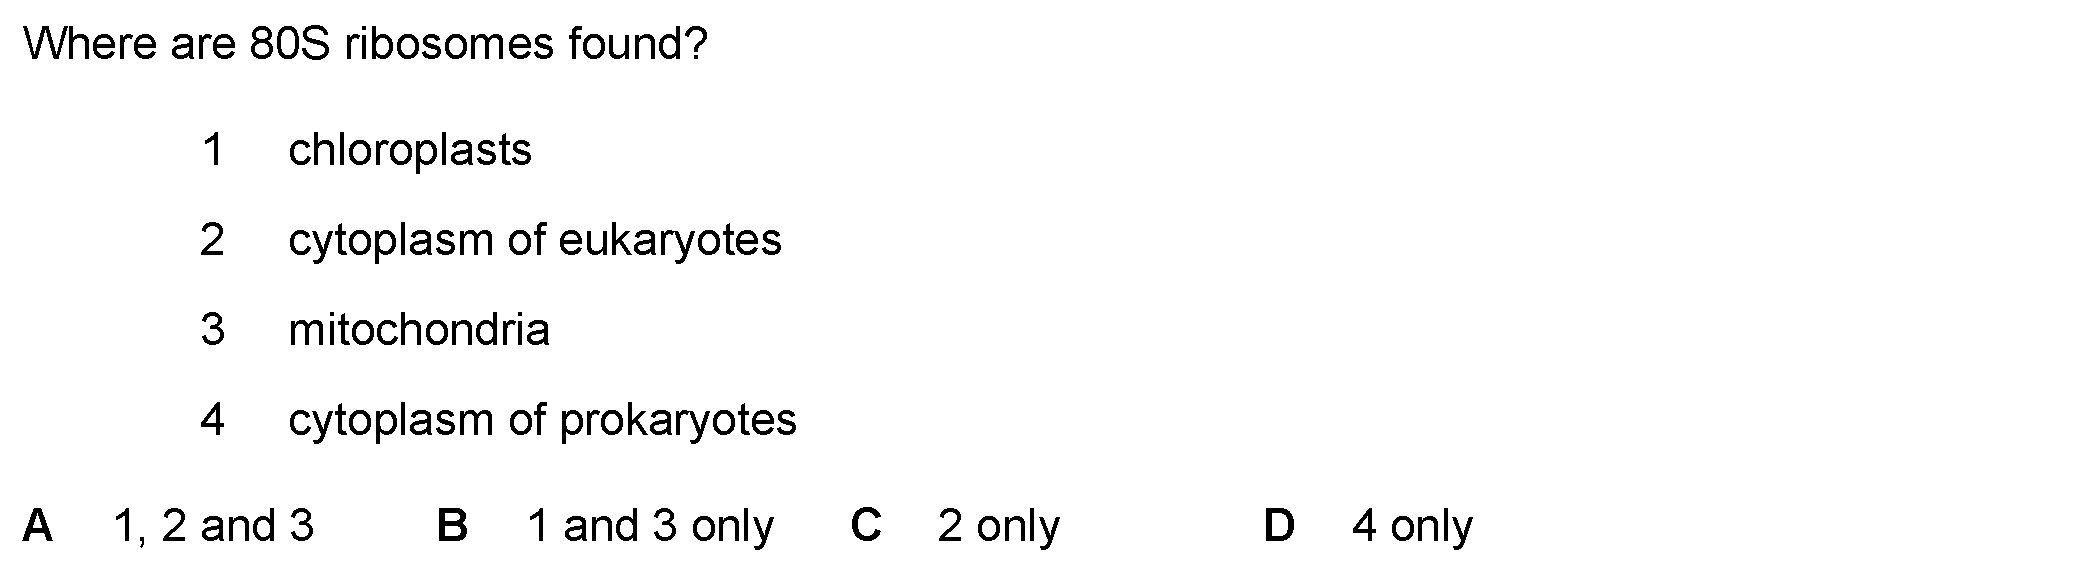 Where are 80S ribosomes found?
1 chloroplasts
2 cytoplasm of eukaryotes
3 mitochondria
4 cytoplasm of prokaryotes
A 1, 2 and 3 B 1 and 3 only C 2 only D 4 only